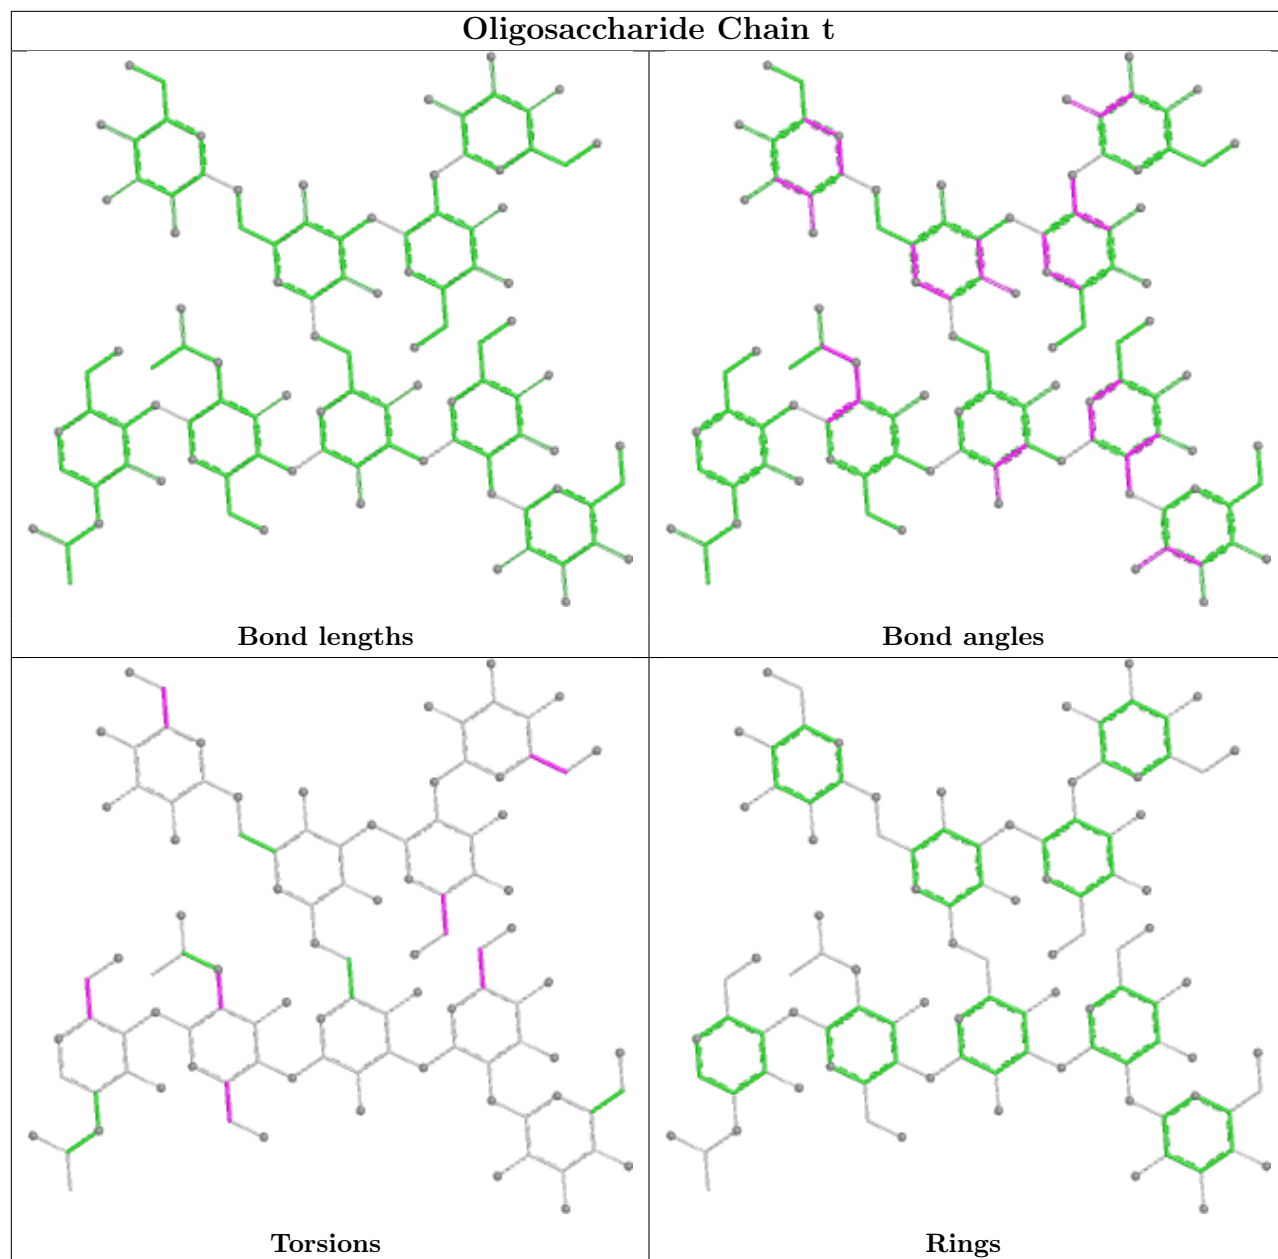 Oligosaccharide Chain t
Bond lengths
Bond angles
Torsions
Rings